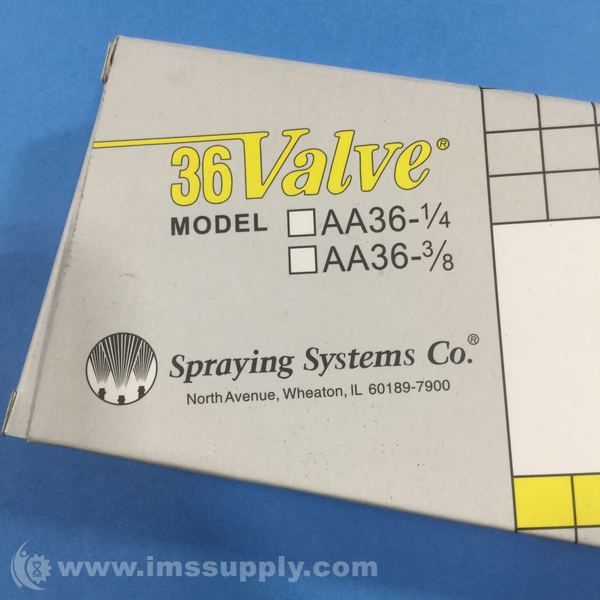 36 Valve®
MODEL □ AA36-¼
□ AA36-⅜
Spraying Systems Co.®
North Avenue, Wheaton, IL 60189-7900
www.imssupply.com